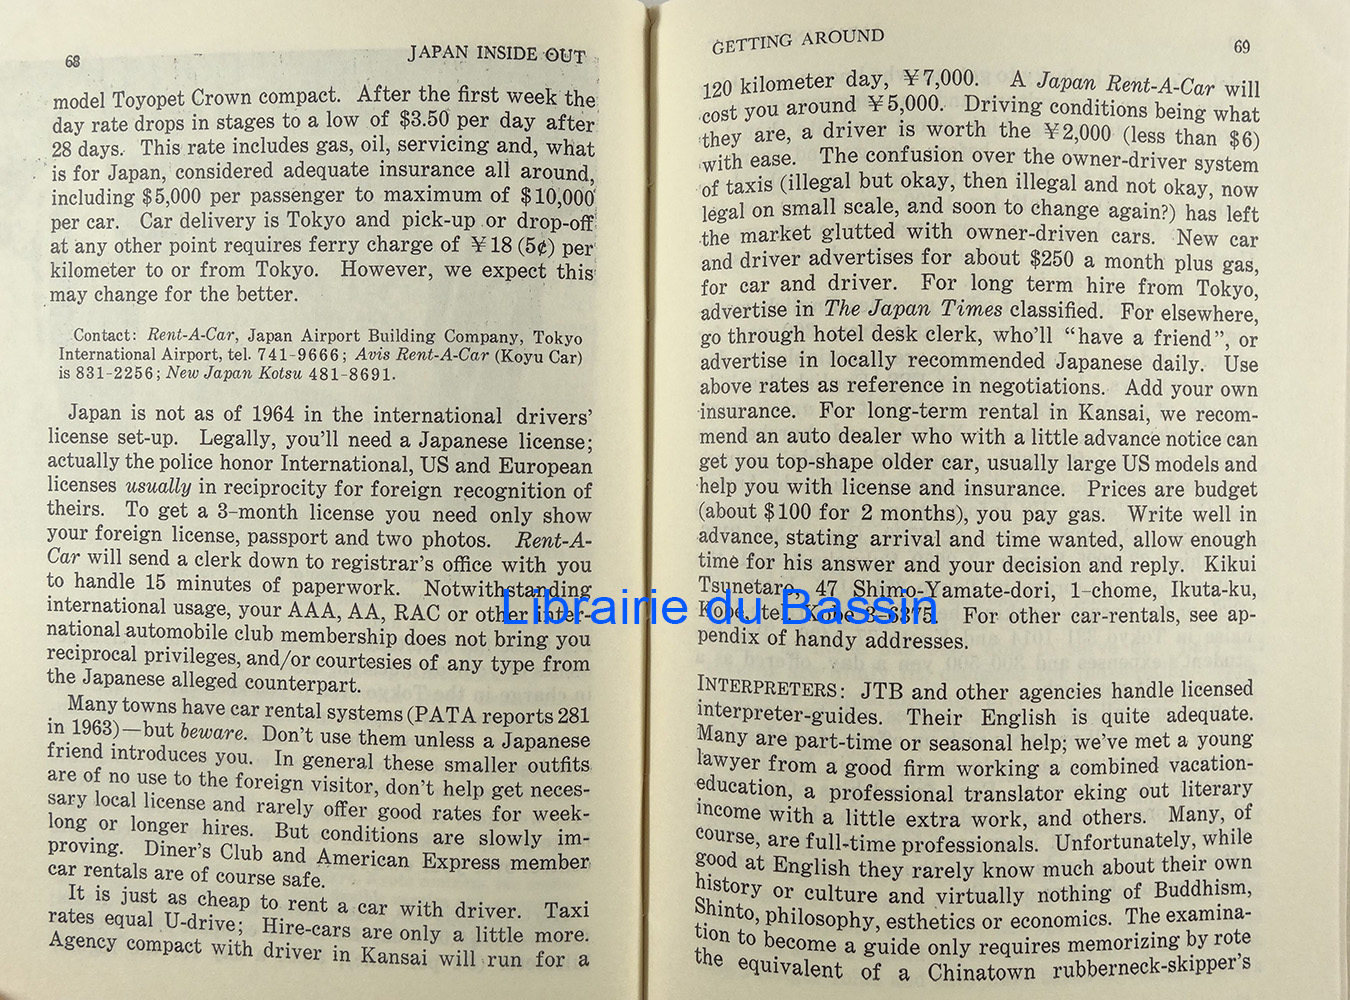 68
JAPAN INSIDE OUT
model Toyopet Crown compact. After the first week the
day rate drops in stages to a low of $3.50 per day after
28 days. This rate includes gas, oil, servicing and, what
is for Japan, considered adequate insurance all around,
including $5,000 per passenger to maximum of $10,000
per car. Car delivery is Tokyo and pick-up or drop-off
at any other point requires ferry charge of ¥18 (5¢) per
kilometer to or from Tokyo. However, we expect this
may change for the better.
Contact: Rent-A-Car, Japan Airport Building Company, Tokyo
International Airport, tel. 741-9666; Avis Rent-A-Car (Koyu Car)
is 831-2256; New Japan Kotsu 481-8691.
Japan is not as of 1964 in the international drivers'
license set-up. Legally, you'll need a Japanese license;
actually the police honor International, US and European
licenses usually in reciprocity for foreign recognition of
theirs. To get a 3-month license you need only show
your foreign license, passport and two photos. Rent-A-
Car will send a clerk down to registrar's office with you
to handle 15 minutes of paperwork. Notwithstanding
international usage, your AAA, AA, RAC or other inter-
national automobile club membership does not bring you
reciprocal privileges, and/or courtesies of any type from
the Japanese alleged counterpart.
Many towns have car rental systems (PATA reports 281
in 1963)—but beware. Don't use them unless a Japanese
friend introduces you. In general these smaller outfits
are of no use to the foreign visitor, don't help get neces-
sary local license and rarely offer good rates for week-
long or longer hires. But conditions are slowly im-
proving. Diner's Club and American Express member
car rentals are of course safe.
It is just as cheap to rent a car with driver. Taxi
rates equal U-drive; Hire-cars are only a little more.
Agency compact with driver in Kansai will run for a
GETTING AROUND
69
120 kilometer day, ¥7,000. A Japan Rent-A-Car will
cost you around ¥5,000. Driving conditions being what
they are, a driver is worth the ¥2,000 (less than $6)
with ease. The confusion over the owner-driver system
of taxis (illegal but okay, then illegal and not okay, now
legal on small scale, and soon to change again?) has left
the market glutted with owner-driven cars. New car
and driver advertises for about $250 a month plus gas,
for car and driver. For long term hire from Tokyo,
advertise in The Japan Times classified. For elsewhere,
go through hotel desk clerk, who'll "have a friend", or
advertise in locally recommended Japanese daily. Use
above rates as reference in negotiations. Add your own
insurance. For long-term rental in Kansai, we recom-
mend an auto dealer who with a little advance notice can
get you top-shape older car, usually large US models and
help you with license and insurance. Prices are budget
(about $100 for 2 months), you pay gas. Write well in
advance, stating arrival and time wanted, allow enough
time for his answer and your decision and reply. Kikui
Tsunetaro, 47 Shimo-Yamate-dori, 1-chome, Ikuta-ku,
Kobe, tel. Kobe 3-6375. For other car-rentals, see ap-
pendix of handy addresses.
INTERPRETERS: JTB and other agencies handle licensed
interpreter-guides. Their English is quite adequate.
Many are part-time or seasonal help; we've met a young
lawyer from a good firm working a combined vacation-
education, a professional translator eking out literary
income with a little extra work, and others. Many, of
course, are full-time professionals. Unfortunately, while
good at English they rarely know much about their own
history or culture and virtually nothing of Buddhism,
Shinto, philosophy, esthetics or economics. The examina-
tion to become a guide only requires memorizing by rote
the equivalent of a Chinatown rubberneck-skipper's
Librairie du Bassin